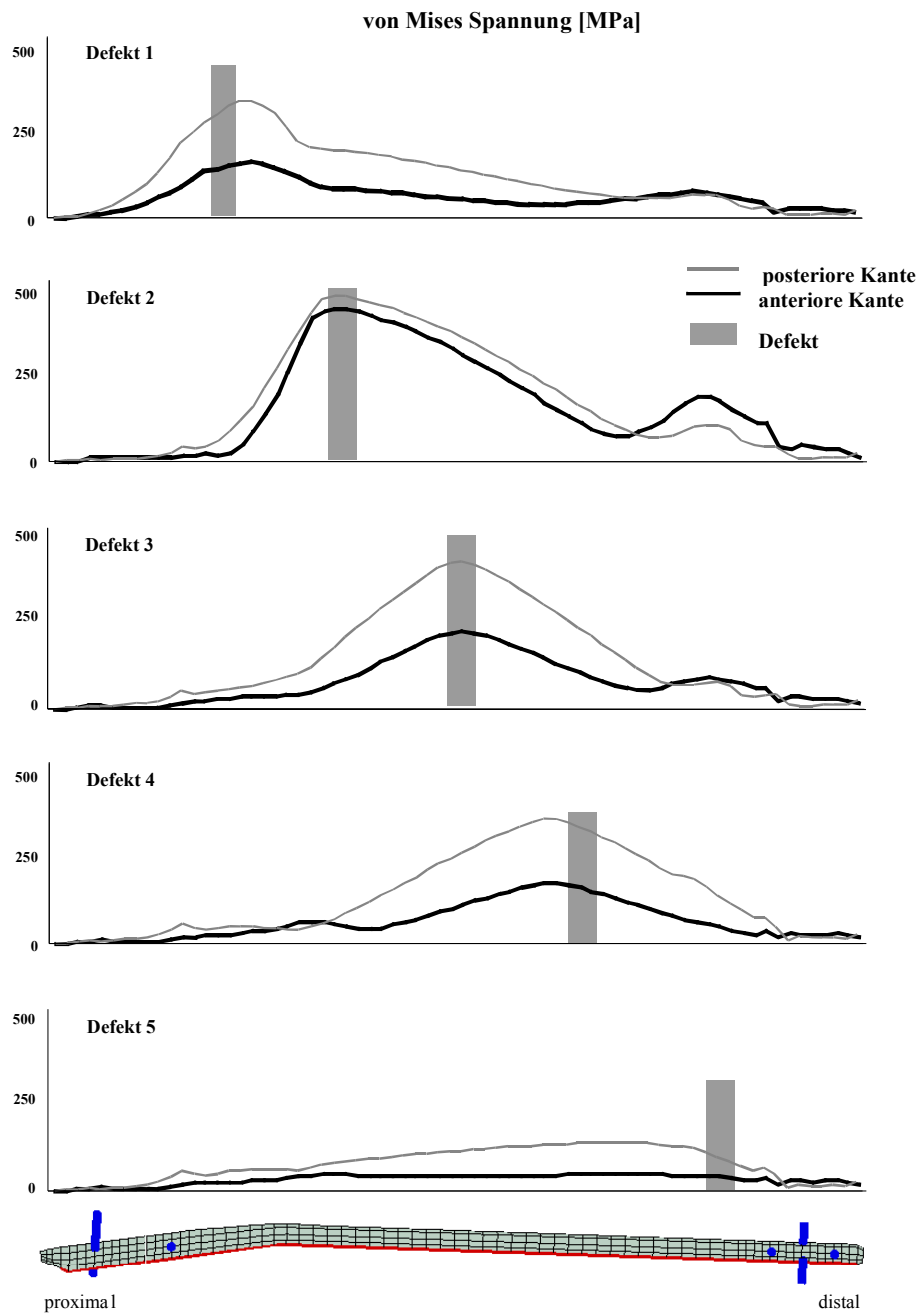 von Mises Spannung [MPa]
500
Defekt 1
250
0
500
Defekt 2
posteriore Kante
anteriore Kante
Defekt
250
0
500
Defekt 3
250
0
500
Defekt 4
250
0
500
Defekt 5
250
0
proximal
distal